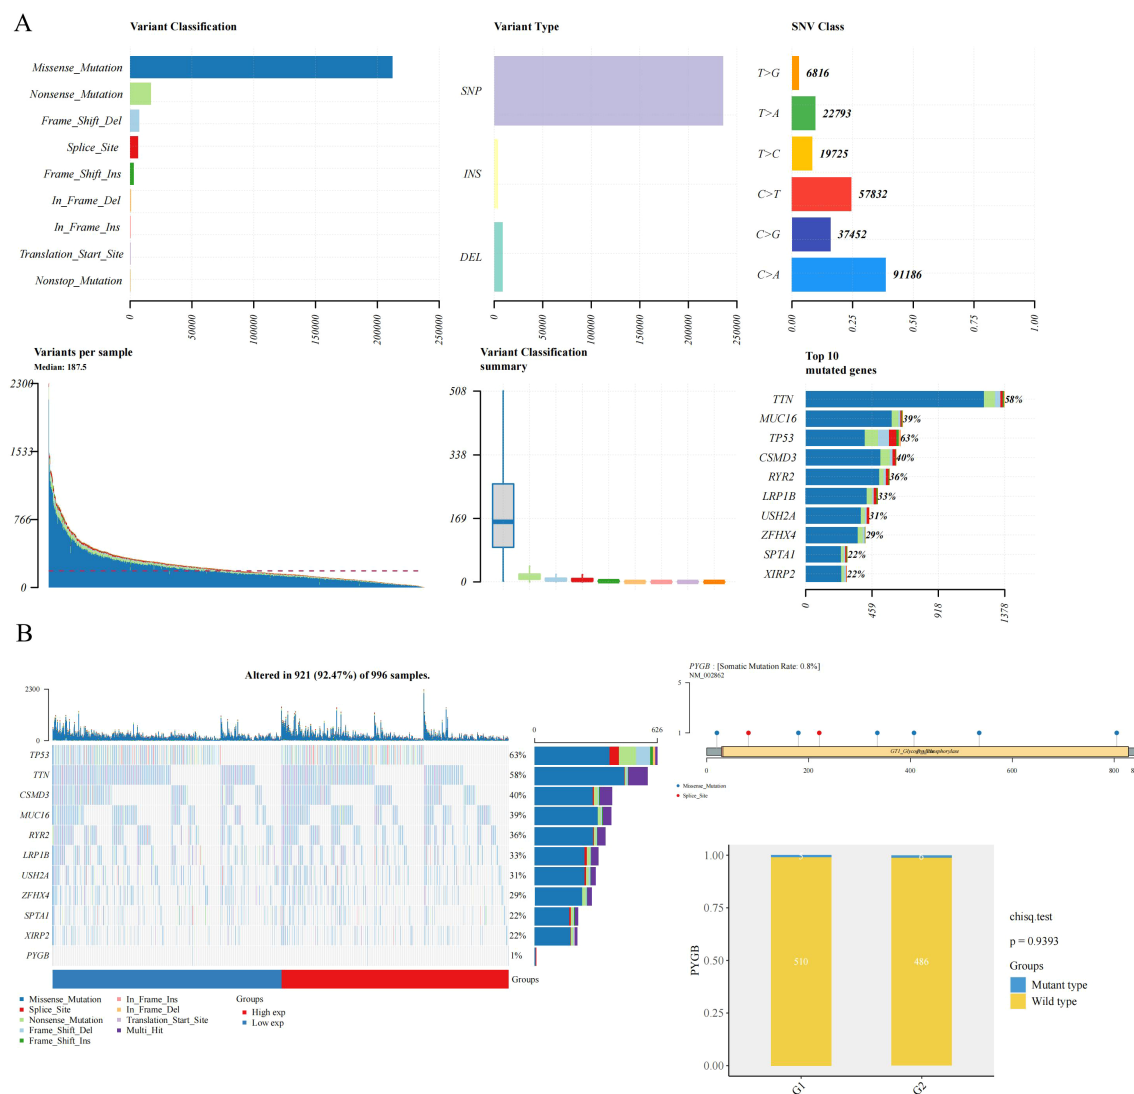 A
Variant Classification
Missense_Mutation
Nonsense_Mutation
Frame_Shift_Del
Splice_Site
Frame_Shift_Ins
In_Frame_Del
In_Frame_Ins
Translation_Start_Site
Nonstop_Mutation
0
50000
100000
150000
200000
250000
Variant Type
SNP
INS
DEL
0
50000
100000
150000
200000
250000
SNV Class
T>G
6816
T>A
22793
T>C
19725
C>T
57832
C>G
37452
C>A
91186
0.00
0.25
0.50
0.75
1.00
Variants per sample
Median: 187.5
2300
1533
766
0
Variant Classification
summary
508
338
169
0
Top 10
mutated genes
TTN
58%
MUC16
39%
TP53
63%
CSMD3
40%
RYR2
36%
LRP1B
33%
USH2A
31%
ZFHX4
29%
SPTA1
22%
XIRP2
22%
0
459
918
1378
B
Altered in 921 (92.47%) of 996 samples.
2300
0
0
626
TP53
63%
TTN
58%
CSMD3
40%
MUC16
39%
RYR2
36%
LRP1B
33%
USH2A
31%
ZFHX4
29%
SPTA1
22%
XIRP2
22%
PYGB
1%
Groups
Missense_Mutation
Splice_Site
Nonsense_Mutation
Frame_Shift_Del
Frame_Shift_Ins
In_Frame_Ins
In_Frame_Del
Translation_Start_Site
Multi_Hit
Groups
High exp
Low exp
PYGB : [Somatic Mutation Rate: 0.8%]
NM_002862
5
1
0
200
400
600
800
8
Missense_Mutation
Splice_Site
PYGB
1.00
0.75
0.50
0.25
0.00
510
486
6
G1
G2
chisq.test
p = 0.9393
Groups
Mutant type
Wild type